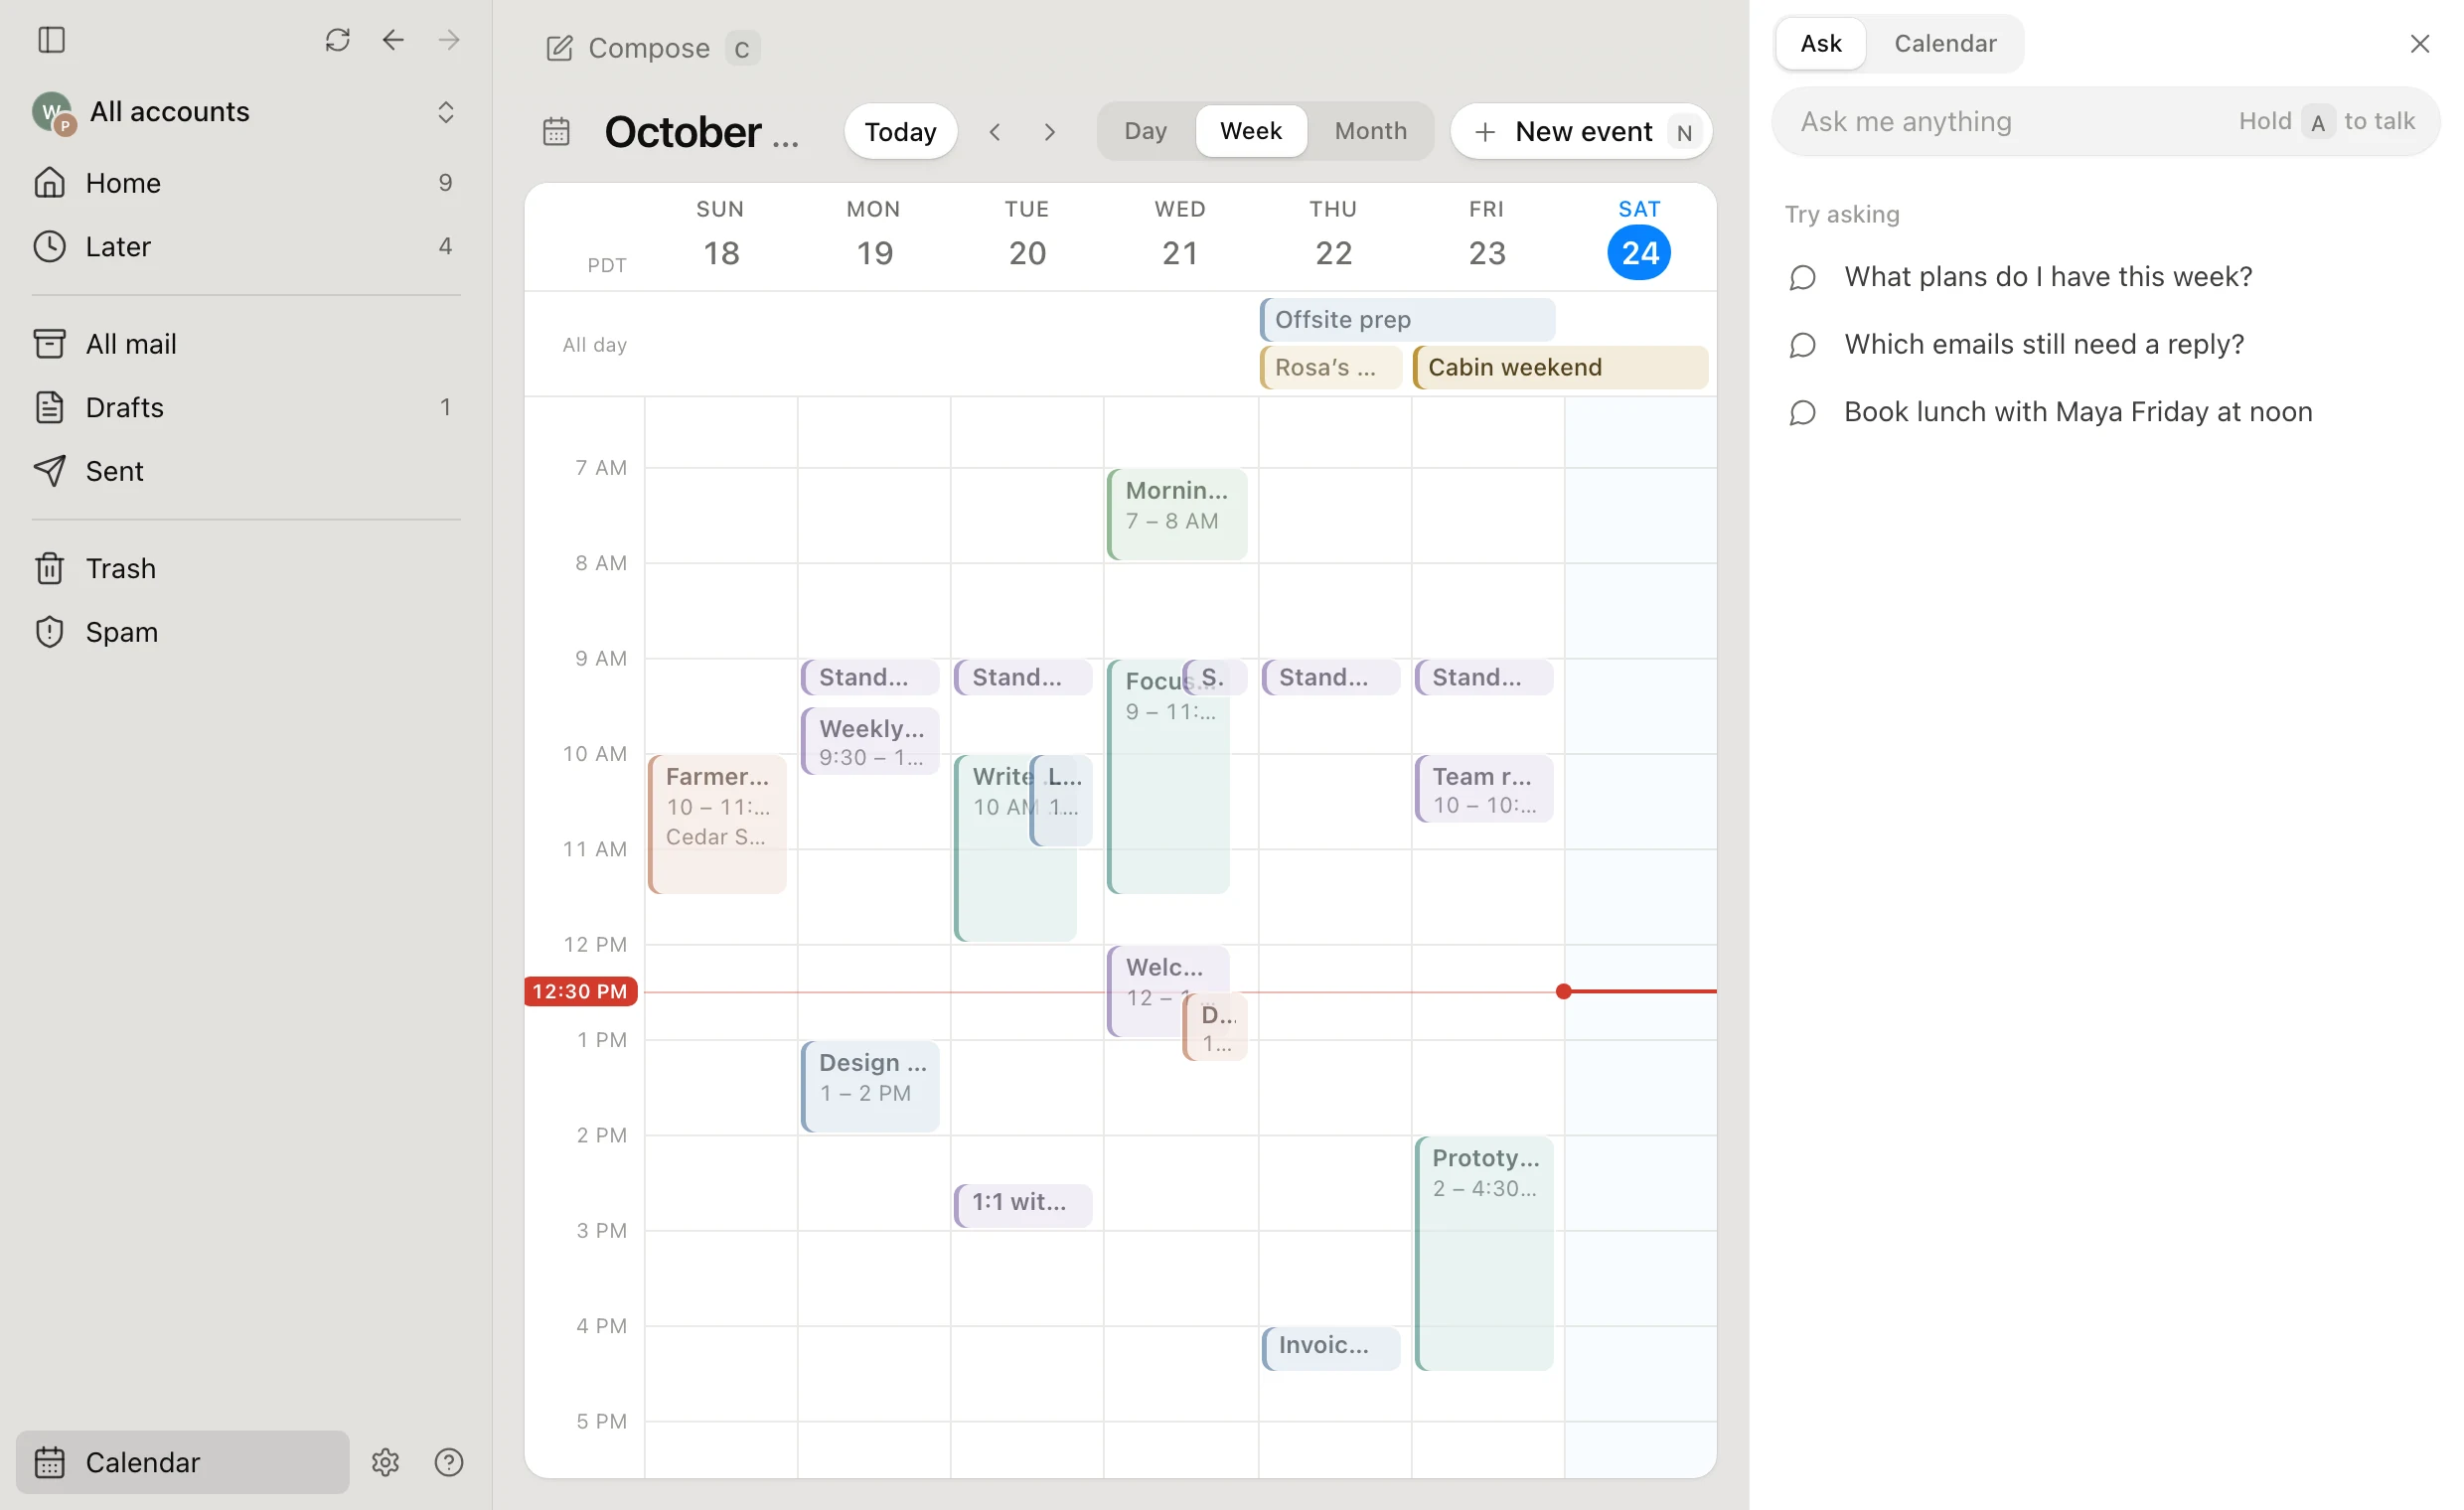 W
P
All accounts
Home 9
Later 4
All mail
Drafts 1
Sent
Trash
Spam
Calendar
Compose C
October ...
Today
Day Week Month
New event N
PDT
SUN MON TUE WED THU FRI SAT
18 19 20 21 22 23 24
All day
Offsite prep
Rosa’s ...
Cabin weekend
7 AM
8 AM
9 AM
10 AM
11 AM
12 PM
12:30 PM
1 PM
2 PM
3 PM
4 PM
5 PM
Farmer...
10 – 11:...
Cedar S...
Stand...
Weekly...
9:30 – 1...
Design ...
1 – 2 PM
Stand...
Write ...
10 AM
L...
1...
1:1 wit...
Mornin...
7 – 8 AM
Focus...
9 – 11:...
S.
Welc...
12 – 1...
D...
1...
Stand...
Invoic...
Stand...
Team r...
10 – 10:...
Prototy...
2 – 4:30...
Ask Calendar
Ask me anything Hold A to talk
Try asking
What plans do I have this week?
Which emails still need a reply?
Book lunch with Maya Friday at noon